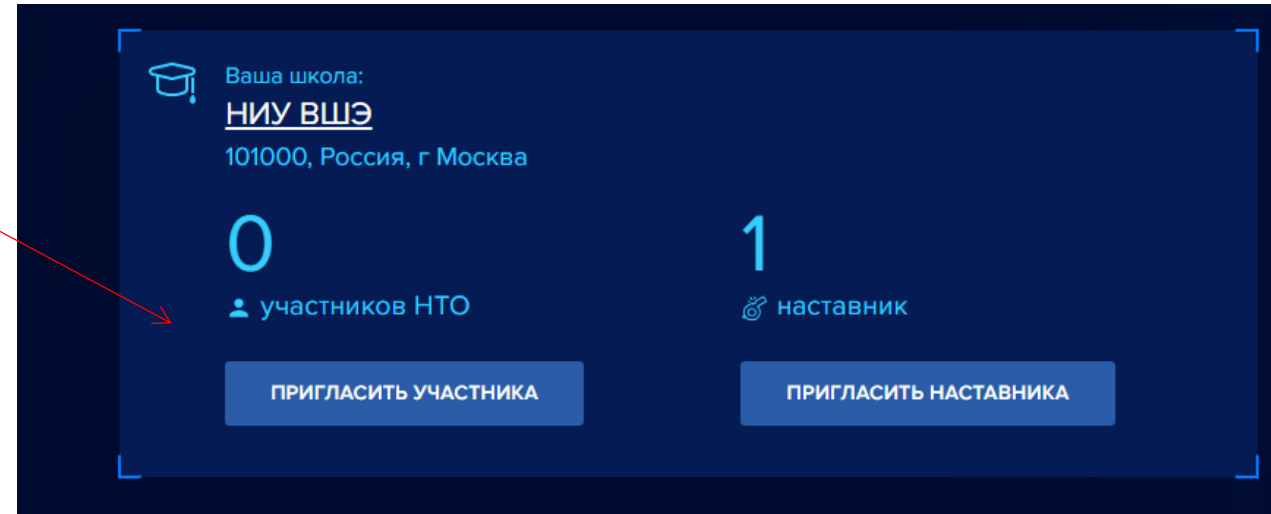 Ваша школа:
НИУ ВШЭ
101000, Россия, г Москва
0
участников НТО
ПРИГЛАСИТЬ УЧАСТНИКА
1
наставник
ПРИГЛАСИТЬ НАСТАВНИКА